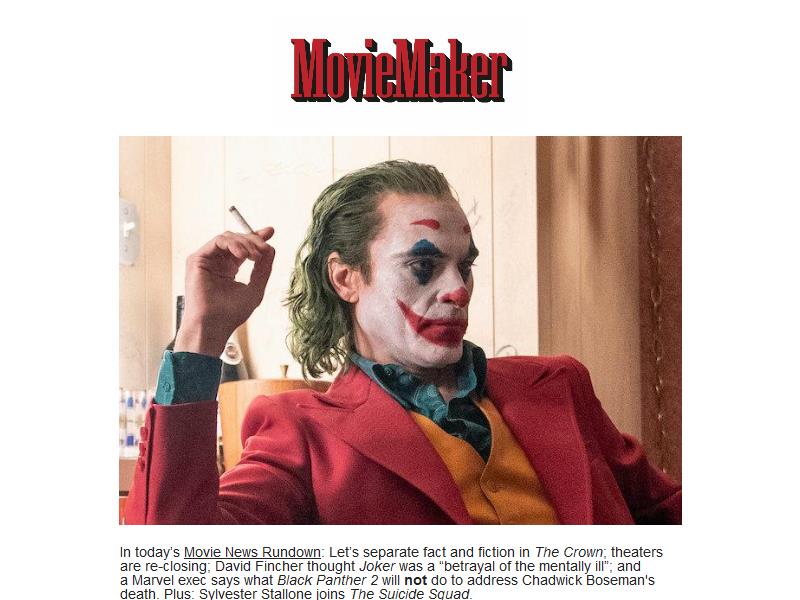 MovieMaker
In today's Movie News Rundown: Let's separate fact and fiction in The Crown; theaters
are re-closing; David Fincher thought Joker was a “betrayal of the mentally ill”; and
a Marvel exec says what Black Panther 2 will not do to address Chadwick Boseman's
death. Plus: Sylvester Stallone joins The Suicide Squad.